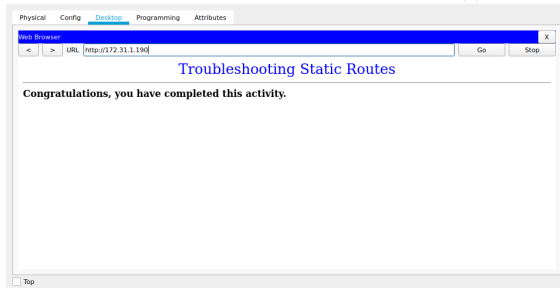 Physical Config Desktop Programming Attributes
Web Browser X
< > URL http://172.31.1.190 Go Stop
Troubleshooting Static Routes
Congratulations, you have completed this activity.
Top